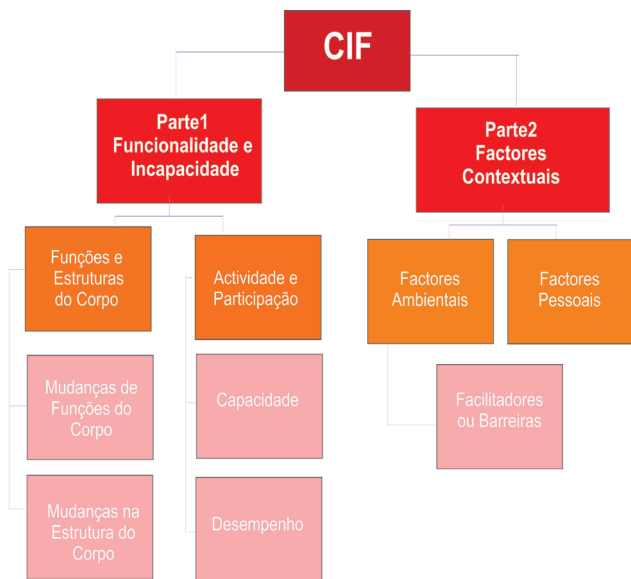 CIF
Parte1
Funcionalidade e
Incapacidade
Parte2
Factores
Contextuais
Funções e
Estruturas
do Corpo
Actividade e
Participação
Factores
Ambientais
Factores
Pessoais
Mudanças de
Funções do
Corpo
Capacidade
Facilitadores
ou Barreiras
Mudanças na
Estrutura do
Corpo
Desempenho